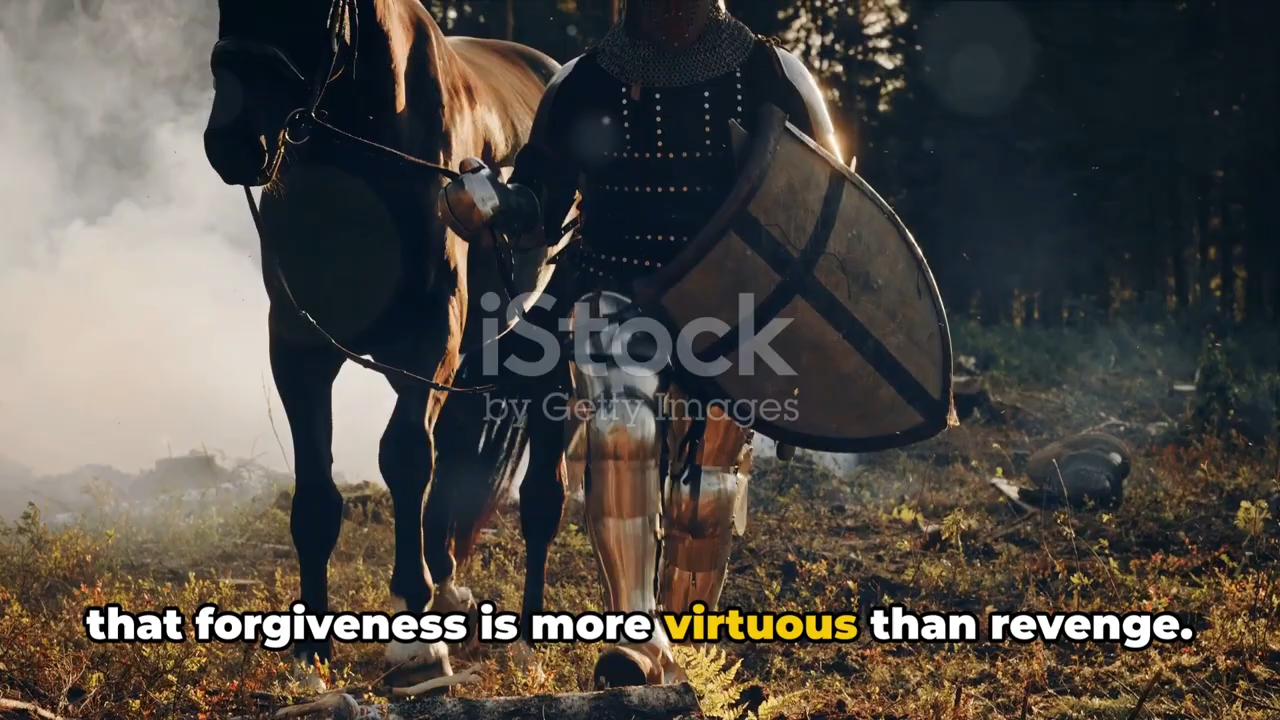 iStock
by Getty Images
that forgiveness is more virtuous than revenge.